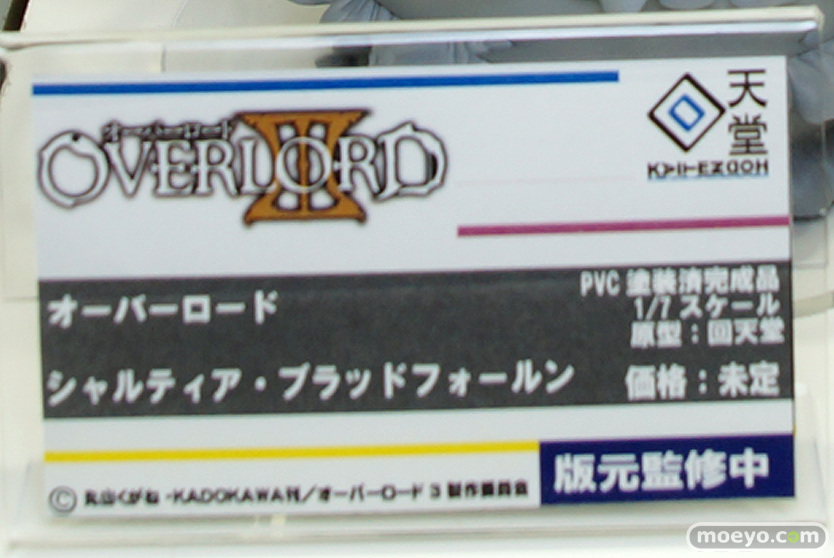 オーバーロード
OVERLORD III
天堂
KAITENDOH
オーバーロード
PVC 塗装済完成品
1/7 スケール
原型：回天堂
シャルティア・ブラッドフォールン
価格：未定
© 丸山くがね・KADOKAWA刊／オーバーロード3製作委員会
版元監修中
moeyo.com